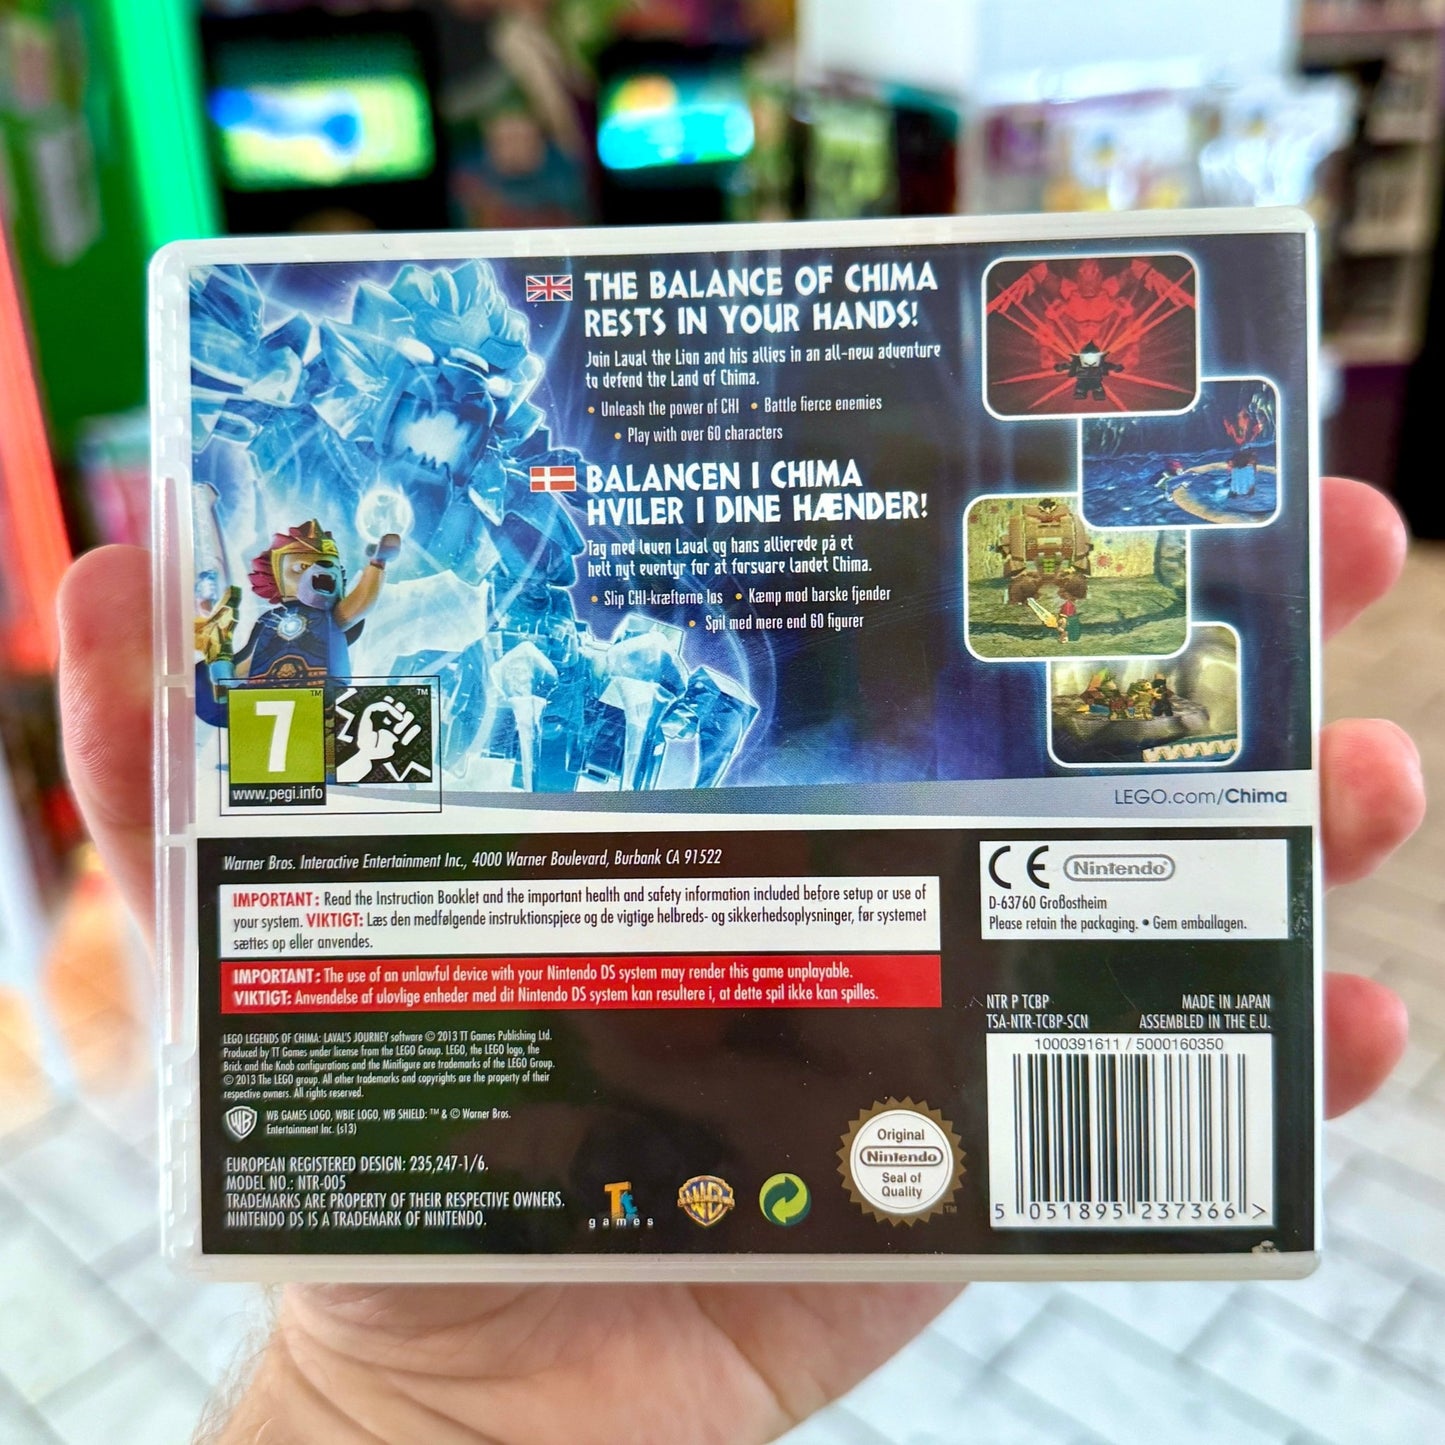 THE BALANCE OF CHIMA
RESTS IN YOUR HANDS!
Join Laval the Lion and his allies in an all-new adventure
to defend the Land of Chima.
• Unleash the power of CHI • Battle fierce enemies
• Play with over 60 characters
BALANCEN I CHIMA
HVILER I DINE HÆNDER!
Tag med løven Laval og hans allierede på et
helt nyt eventyr for at forsvare landet Chima.
• Slip CHI-kræfterne løs • Kæmp mod barske fjender
• Spil med mere end 60 figurer
7
TM
TM
www.pegi.info
LEGO.com/Chima
Warner Bros. Interactive Entertainment Inc., 4000 Warner Boulevard, Burbank CA 91522
IMPORTANT: Read the Instruction Booklet and the important health and safety information included before setup or use of
your system. VIKTIGT: Læs den medfølgende instruktionspjece og de vigtige helbreds- og sikkerhedsoplysninger, før systemet
sættes op eller anvendes.
IMPORTANT: The use of an unlawful device with your Nintendo DS system may render this game unplayable.
VIKTIGT: Anvendelse af ulovlige enheder med dit Nintendo DS system kan resultere i, at dette spil ikke kan spilles.
CE Nintendo®
D-63760 Großostheim
Please retain the packaging. • Gem emballagen.
LEGO LEGENDS OF CHIMA: LAVAL'S JOURNEY software © 2013 TT Games Publishing Ltd.
Produced by TT Games under license from the LEGO Group. LEGO, the LEGO logo, the
Brick and the Knob configurations and the Minifigure are trademarks of the LEGO Group.
© 2013 The LEGO group. All other trademarks and copyrights are the property of their
respective owners. All rights reserved.
WB
WB GAMES LOGO, WBIE LOGO, WB SHIELD: ™ & © Warner Bros.
Entertainment Inc. (s13)
EUROPEAN REGISTERED DESIGN: 235,247-1/6.
MODEL NO.: NTR-005
TRADEMARKS ARE PROPERTY OF THEIR RESPECTIVE OWNERS.
NINTENDO DS IS A TRADEMARK OF NINTENDO.
Tt
games
WB
GAMES
Original
Nintendo
Seal of
Quality
TM
NTR P TCBP MADE IN JAPAN
TSA-NTR-TCBP-SCN ASSEMBLED IN THE E.U.
1000391611 / 5000160350
5 051895 237366 >